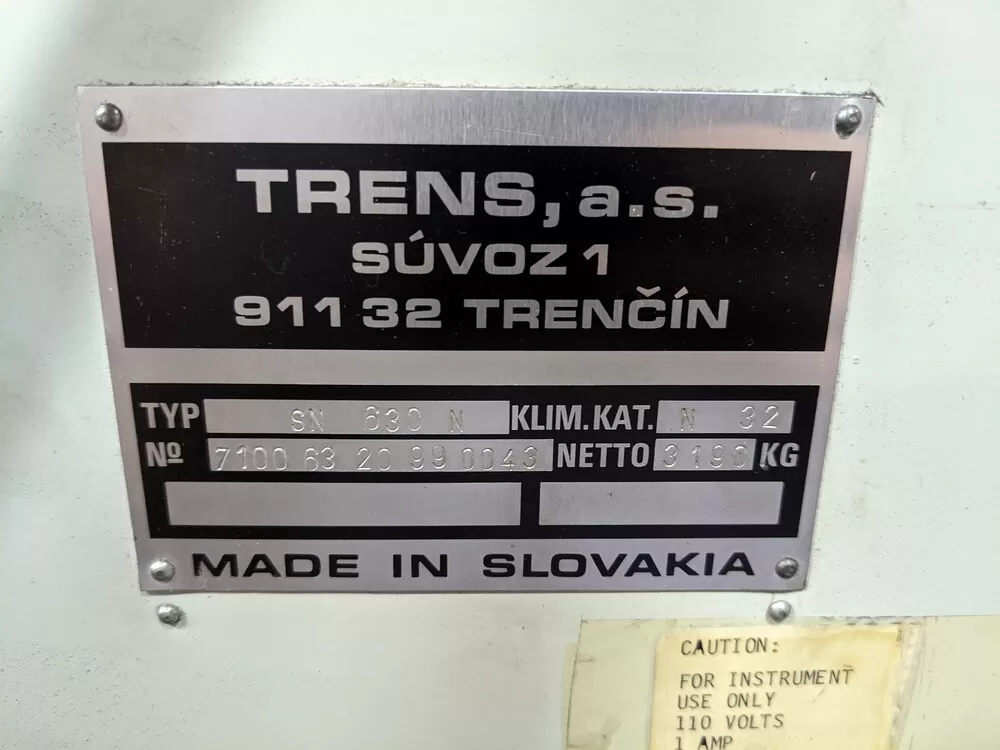 TRENS, a.s.
SÚVOZ 1
911 32 TRENČÍN
TYP SN 630 N KLIM. KAT. N 32
Nº 7100 63 20 99 0043 NETTO 3190 KG
MADE IN SLOVAKIA
CAUTION:
FOR INSTRUMENT
USE ONLY
110 VOLTS
1 AMP